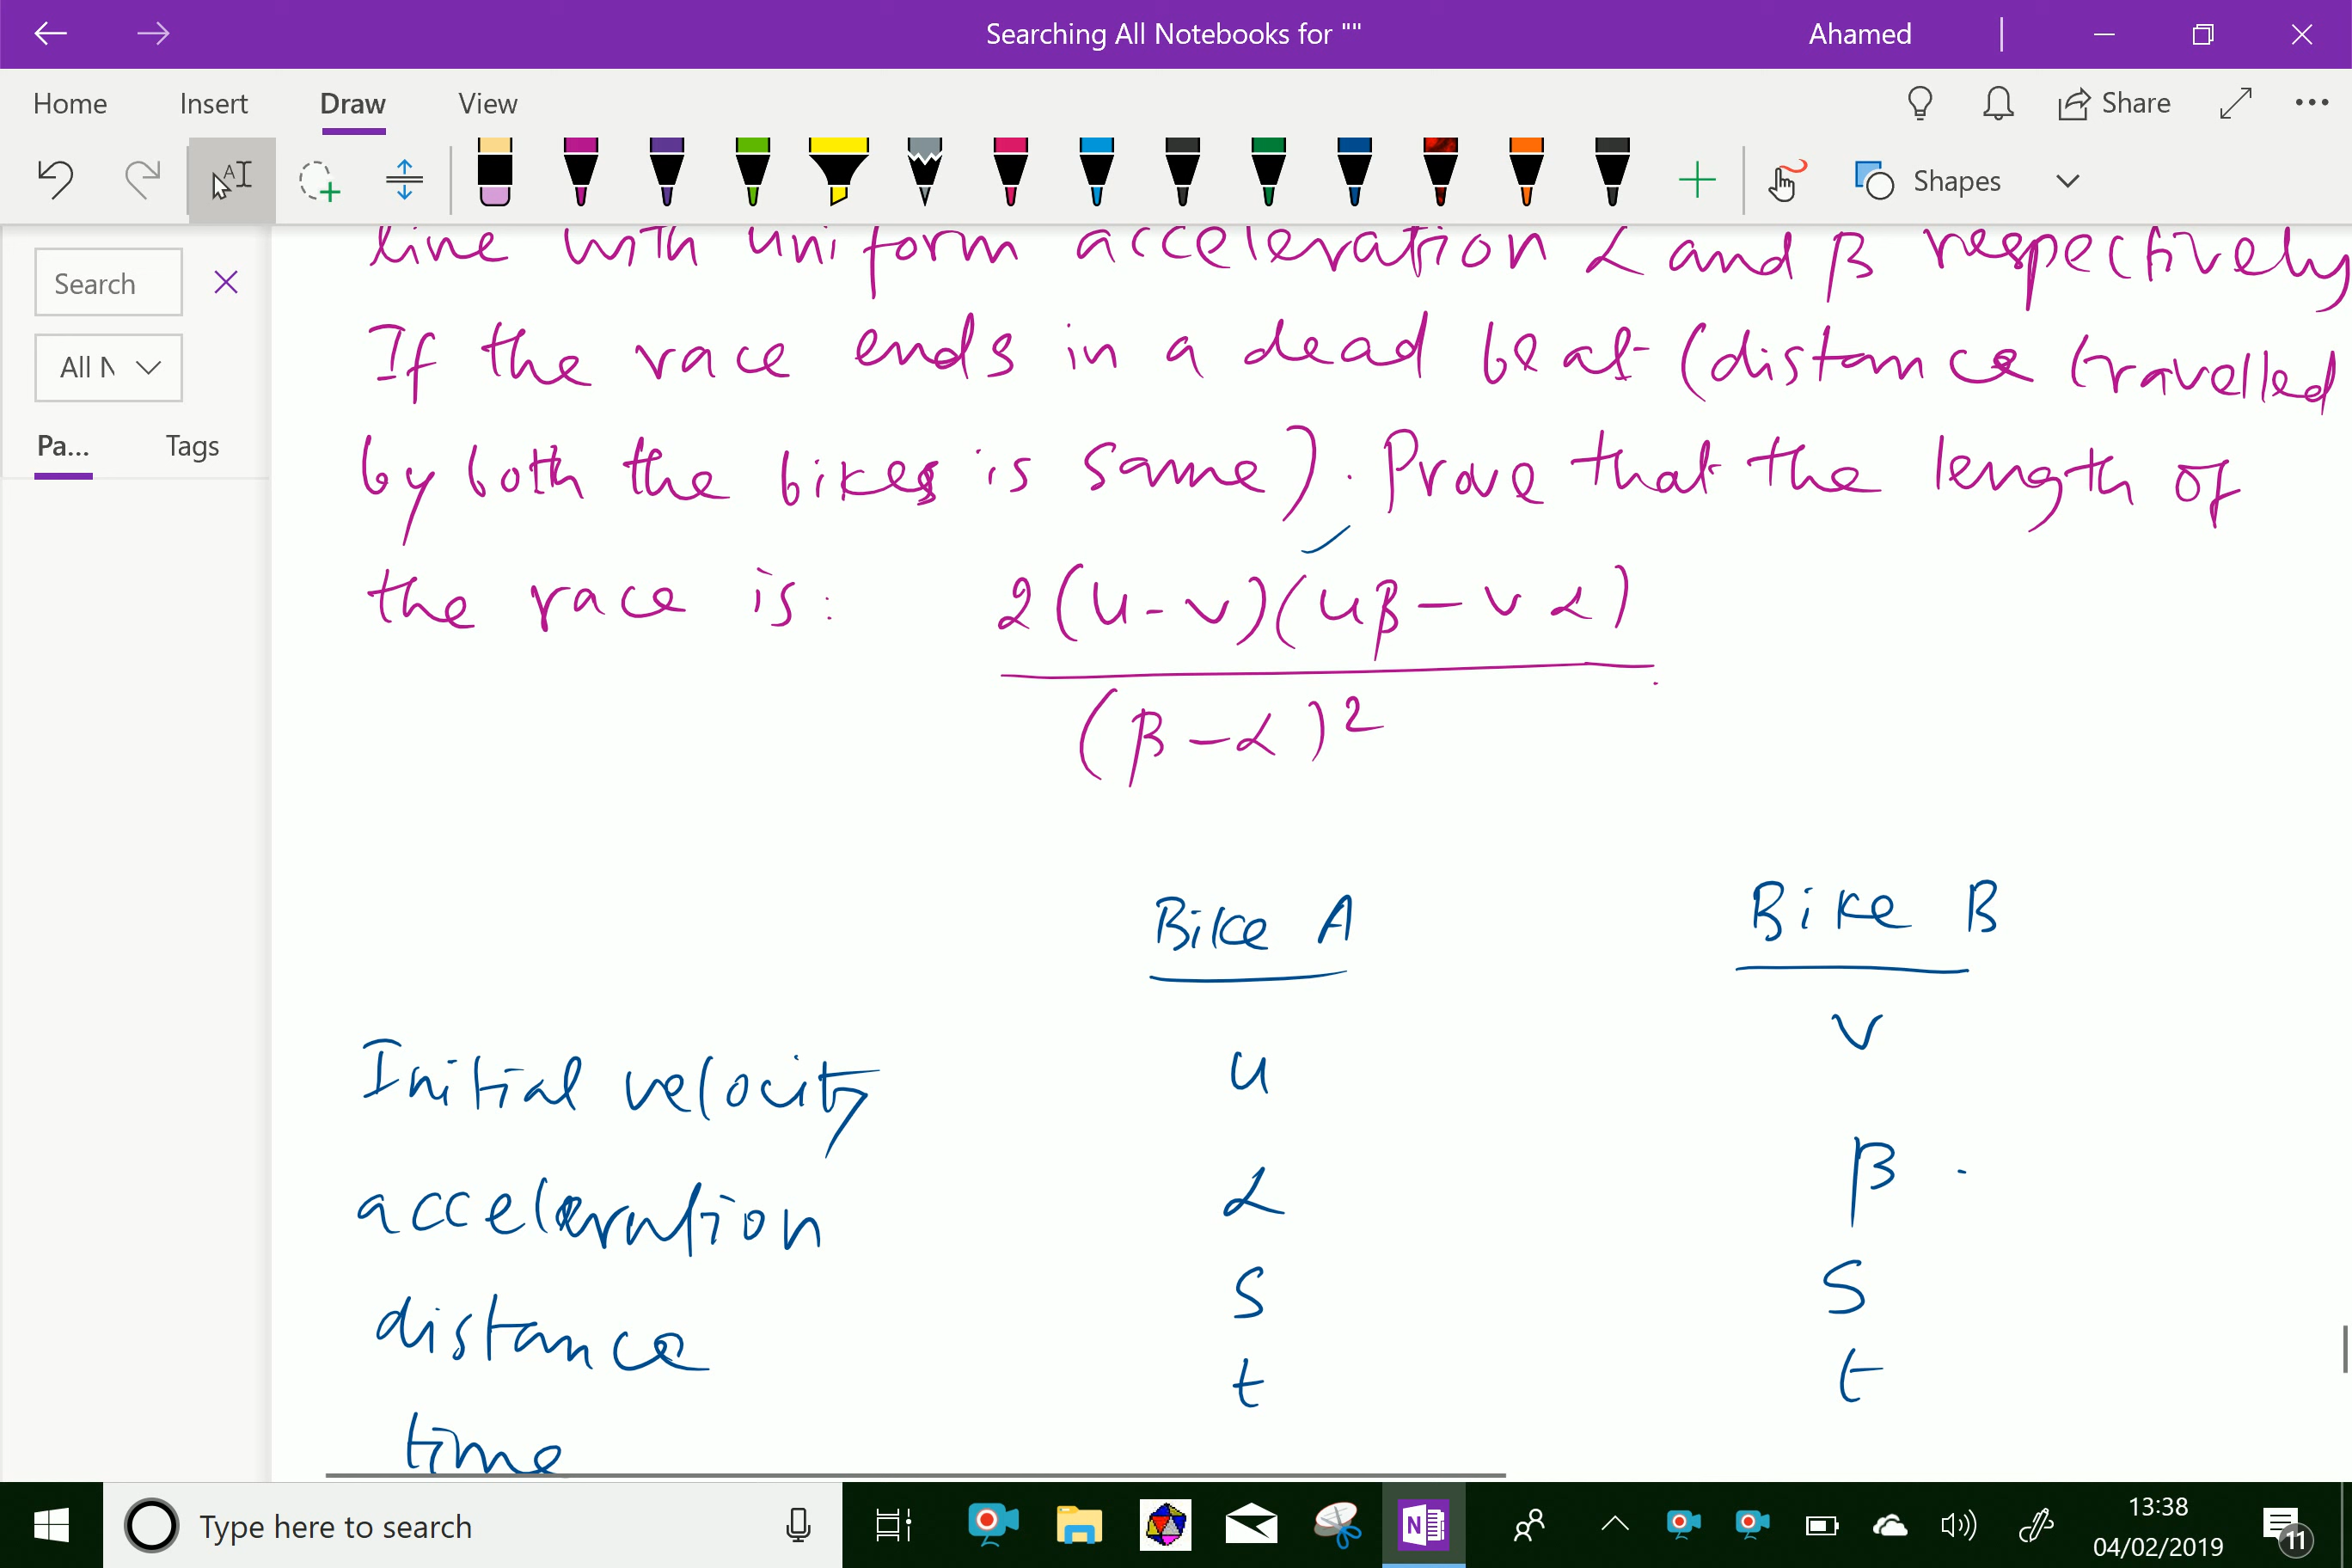 Searching All Notebooks for ""
Ahamed
Home Insert Draw View
Share
Shapes
Search
All N
Pa... Tags
line with uniform acceleration α and β respectively
If the race ends in a dead beat (distance travelled
by both the bikes is same). Prove that the length of
the race is: 2(u-v)(uβ-vα)
(β-α)²
Bike A Bike B
Initial velocity u v
acceleration α β
distance s s
time t t
Type here to search
N
13:38
04/02/2019
11